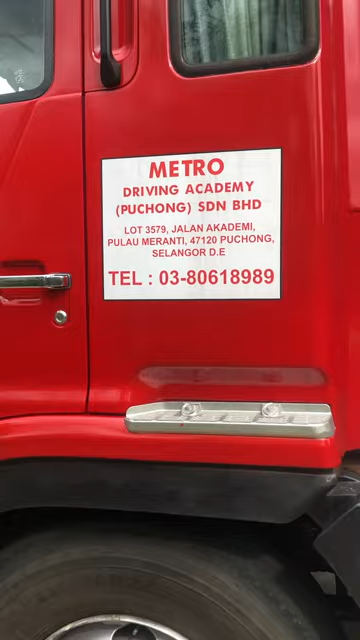 METRO
DRIVING ACADEMY
(PUCHONG) SDN BHD
LOT 3579, JALAN AKADEMI,
PULAU MERANTI, 47120 PUCHONG,
SELANGOR D.E
TEL : 03-80618989